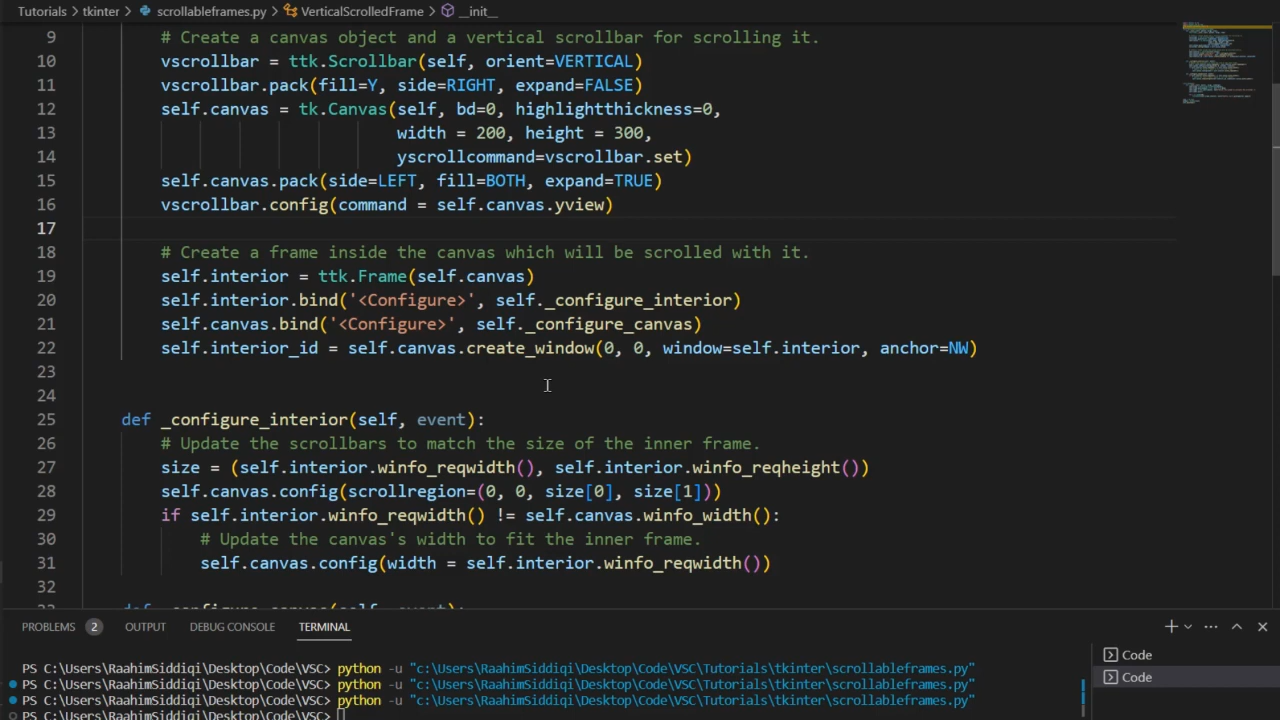 Tutorials > tkinter > scrollableframes.py > VerticalScrolledFrame > __init__
9 # Create a canvas object and a vertical scrollbar for scrolling it.
10 vscrollbar = ttk.Scrollbar(self, orient=VERTICAL)
11 vscrollbar.pack(fill=Y, side=RIGHT, expand=FALSE)
12 self.canvas = tk.Canvas(self, bd=0, highlightthickness=0,
13 width = 200, height = 300,
14 yscrollcommand=vscrollbar.set)
15 self.canvas.pack(side=LEFT, fill=BOTH, expand=TRUE)
16 vscrollbar.config(command = self.canvas.yview)
17
18 # Create a frame inside the canvas which will be scrolled with it.
19 self.interior = ttk.Frame(self.canvas)
20 self.interior.bind('<Configure>', self._configure_interior)
21 self.canvas.bind('<Configure>', self._configure_canvas)
22 self.interior_id = self.canvas.create_window(0, 0, window=self.interior, anchor=NW)
23
24
25 def _configure_interior(self, event):
26 # Update the scrollbars to match the size of the inner frame.
27 size = (self.interior.winfo_reqwidth(), self.interior.winfo_reqheight())
28 self.canvas.config(scrollregion=(0, 0, size[0], size[1]))
29 if self.interior.winfo_reqwidth() != self.canvas.winfo_width():
30 # Update the canvas's width to fit the inner frame.
31 self.canvas.config(width = self.interior.winfo_reqwidth())
32
33 def _configure_canvas(self, event):
PROBLEMS 2 OUTPUT DEBUG CONSOLE TERMINAL
PS C:\Users\RaahimSiddiqi\Desktop\Code\VSC> python -u "c:\Users\RaahimSiddiqi\Desktop\Code\VSC\Tutorials\tkinter\scrollableframes.py"
PS C:\Users\RaahimSiddiqi\Desktop\Code\VSC> python -u "c:\Users\RaahimSiddiqi\Desktop\Code\VSC\Tutorials\tkinter\scrollableframes.py"
PS C:\Users\RaahimSiddiqi\Desktop\Code\VSC> python -u "c:\Users\RaahimSiddiqi\Desktop\Code\VSC\Tutorials\tkinter\scrollableframes.py"
PS C:\Users\RaahimSiddiqi\Desktop\Code\VSC>
Code
Code